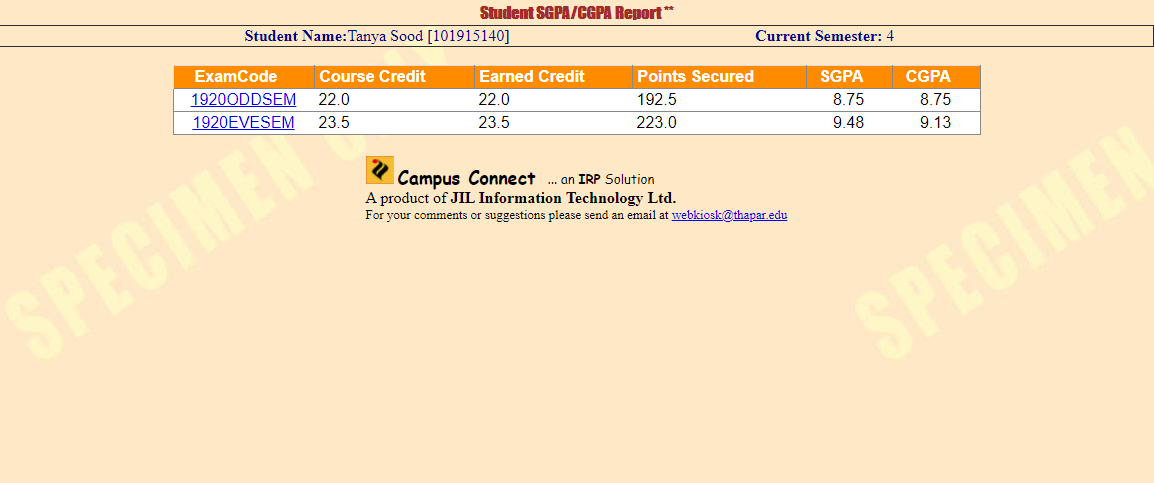 Student SGPA/CGPA Report **
Student Name:Tanya Sood [101915140] Current Semester: 4
ExamCode Course Credit Earned Credit Points Secured SGPA CGPA
1920ODDSEM 22.0 22.0 192.5 8.75 8.75
1920EVESEM 23.5 23.5 223.0 9.48 9.13
Campus Connect ... an IRP Solution
A product of JIL Information Technology Ltd.
For your comments or suggestions please send an email at webkiosk@thapar.edu
SPECIMEN
SPECIMEN